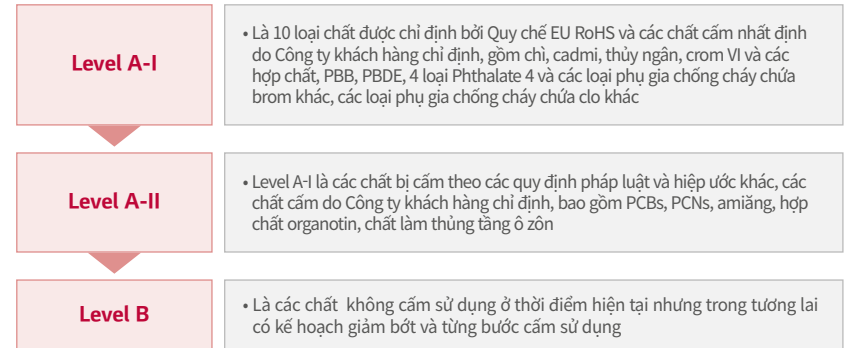 Level A-I
• Là 10 loại chất được chỉ định bởi Quy chế EU RoHS và các chất cấm nhất định
do Công ty khách hàng chỉ định, gồm chì, cadmi, thủy ngân, crom VI và các
hợp chất, PBB, PBDE, 4 loại Phthalate 4 và các loại phụ gia chống cháy chứa
brom khác, các loại phụ gia chống cháy chứa clo khác
Level A-II
• Level A-I là các chất bị cấm theo các quy định pháp luật và hiệp ước khác, các
chất cấm do Công ty khách hàng chỉ định, bao gồm PCBs, PCNs, amiăng, hợp
chất organotin, chất làm thủng tầng ô zôn
Level B
• Là các chất không cấm sử dụng ở thời điểm hiện tại nhưng trong tương lai
có kế hoạch giảm bớt và từng bước cấm sử dụng